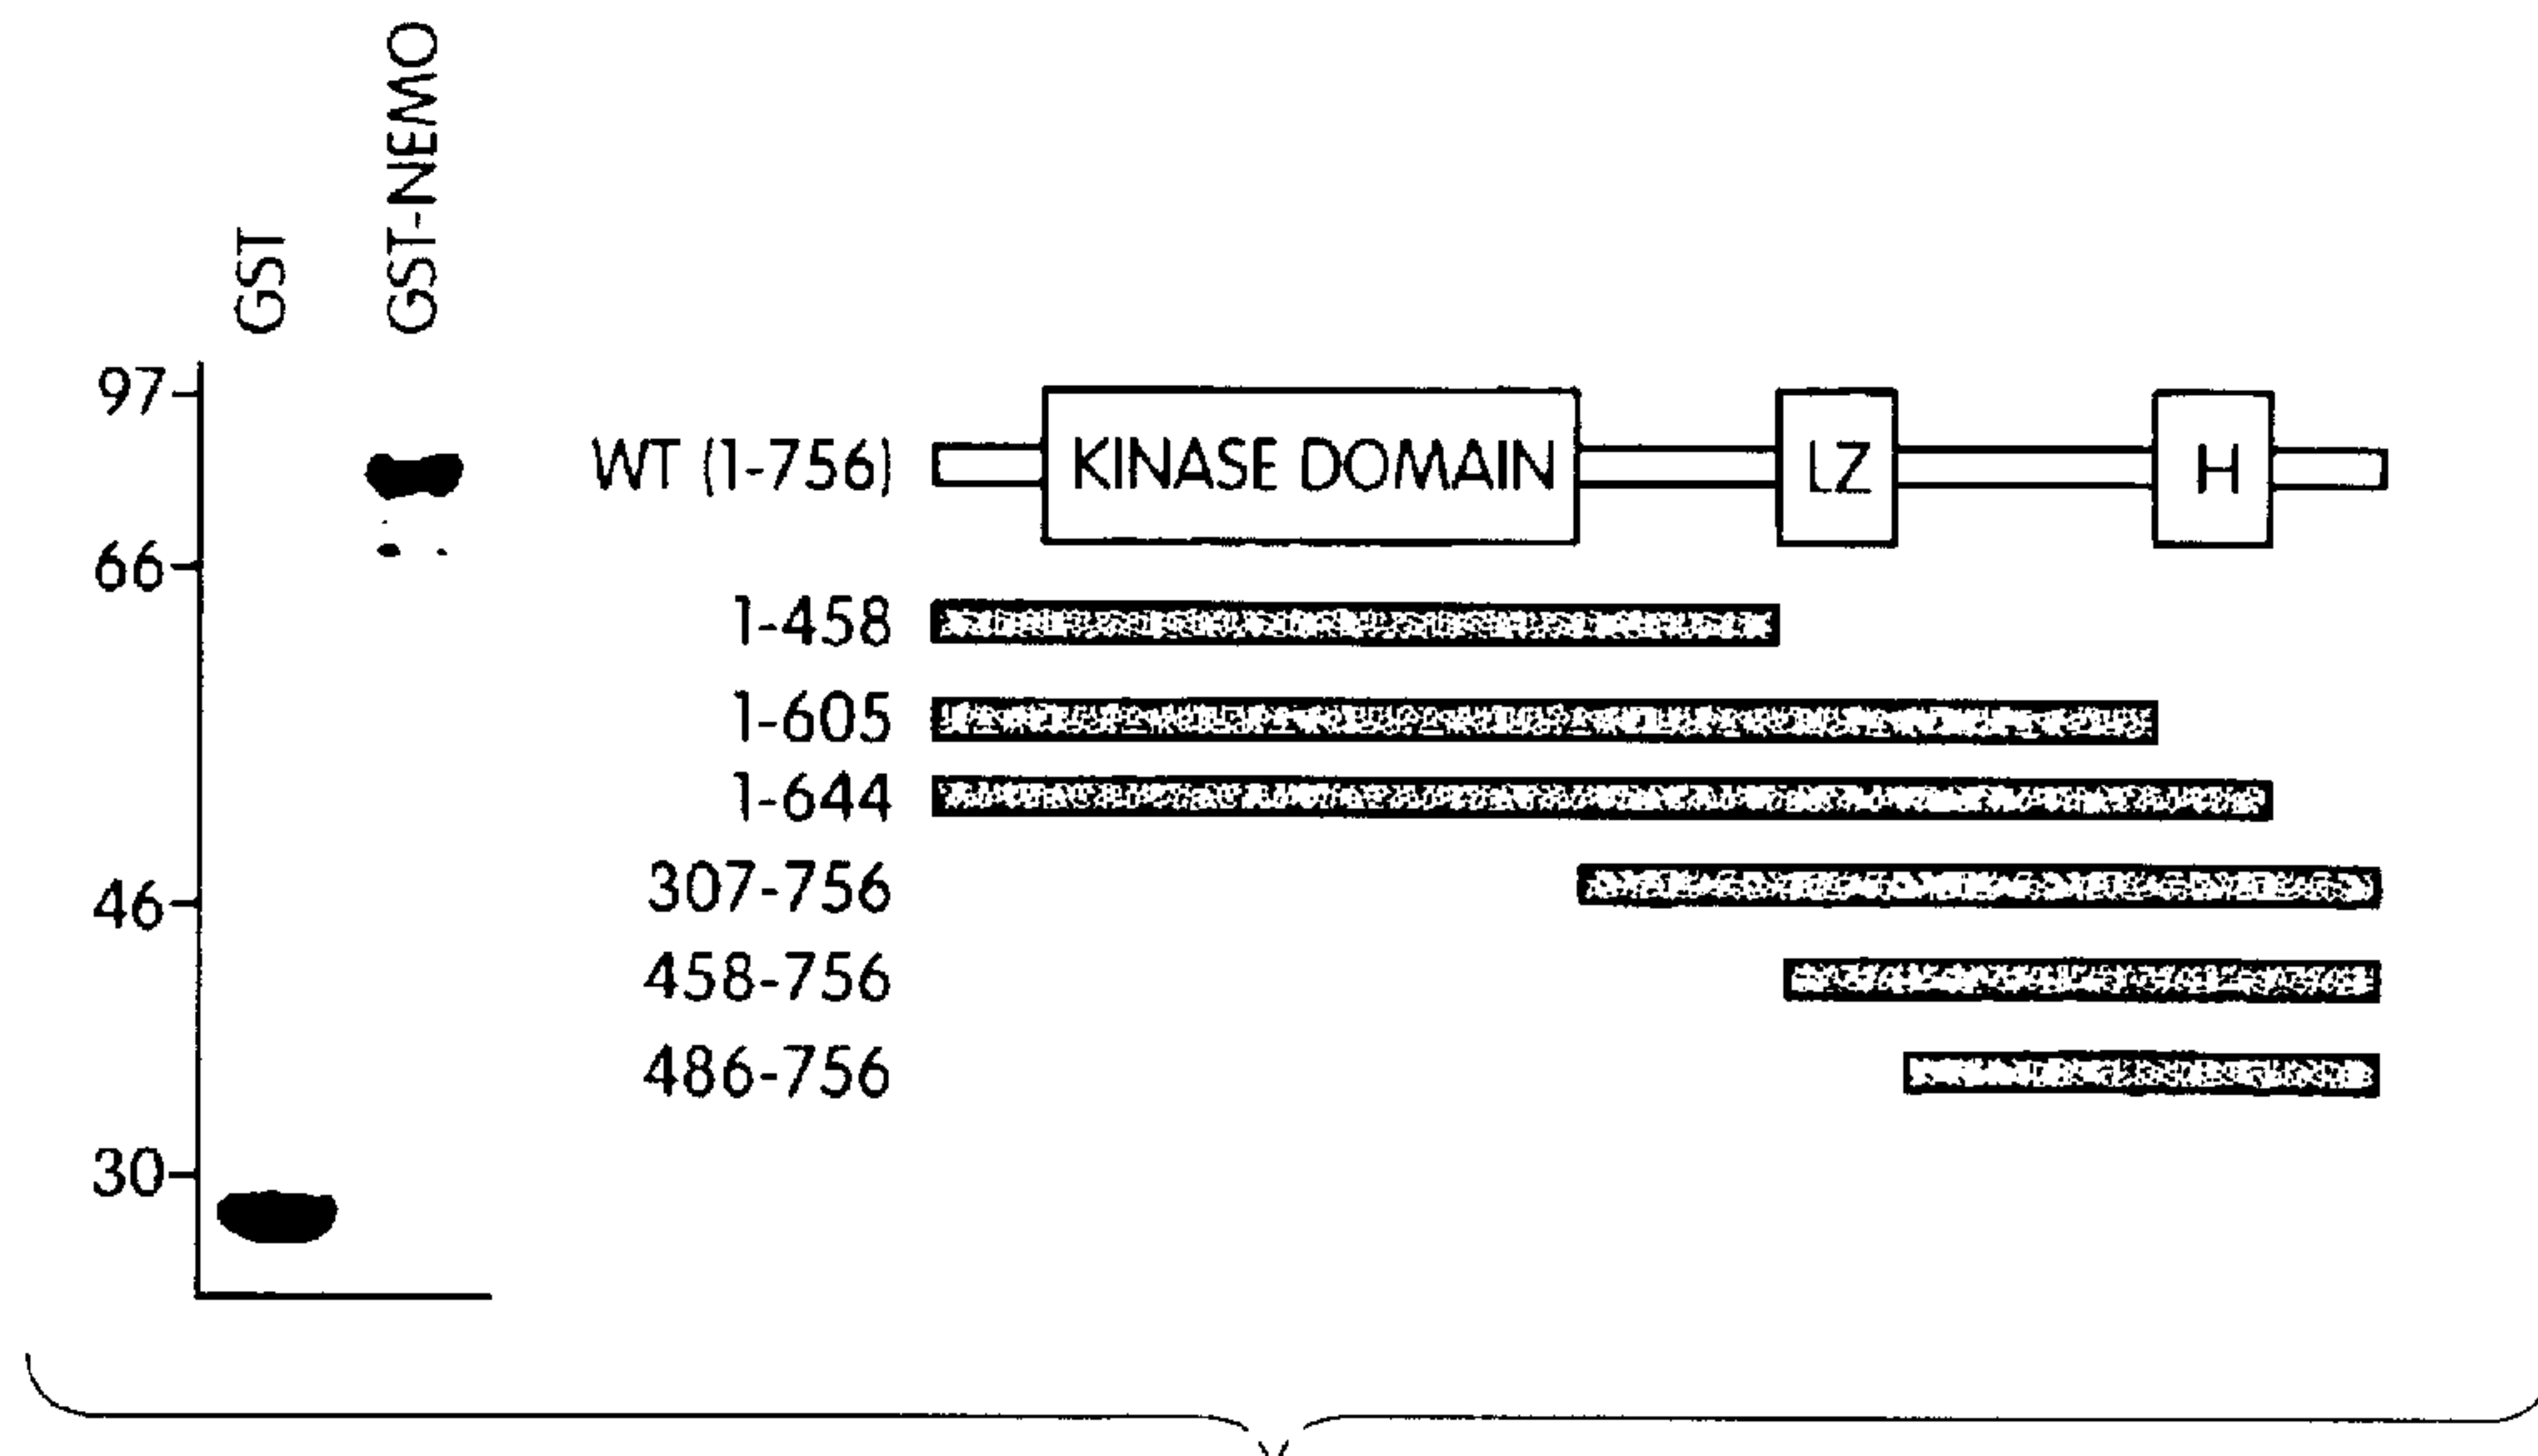 GST
GST-NEMO
97
66
46
30
WT (1-756)
KINASE DOMAIN
LZ
H
1-458
1-605
1-644
307-756
458-756
486-756